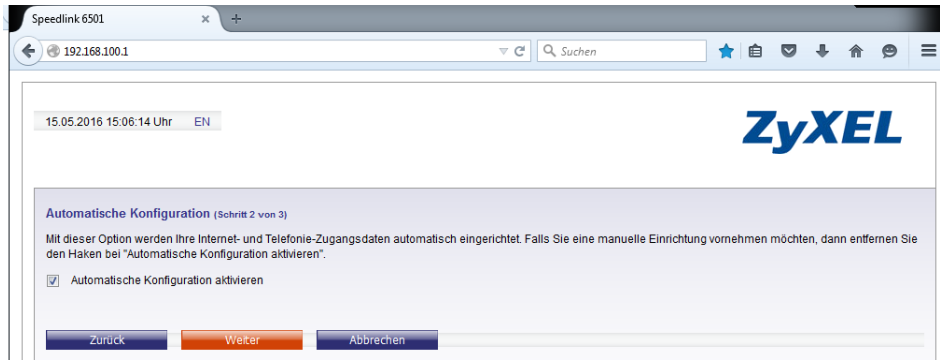 Speedlink 6501
192.168.100.1
Suchen
15.05.2016 15:06:14 Uhr EN
ZyXEL
Automatische Konfiguration (Schritt 2 von 3)
Mit dieser Option werden Ihre Internet- und Telefonie-Zugangsdaten automatisch eingerichtet. Falls Sie eine manuelle Einrichtung vornehmen möchten, dann entfernen Sie
den Haken bei "Automatische Konfiguration aktivieren".
Automatische Konfiguration aktivieren
Zurück Weiter Abbrechen